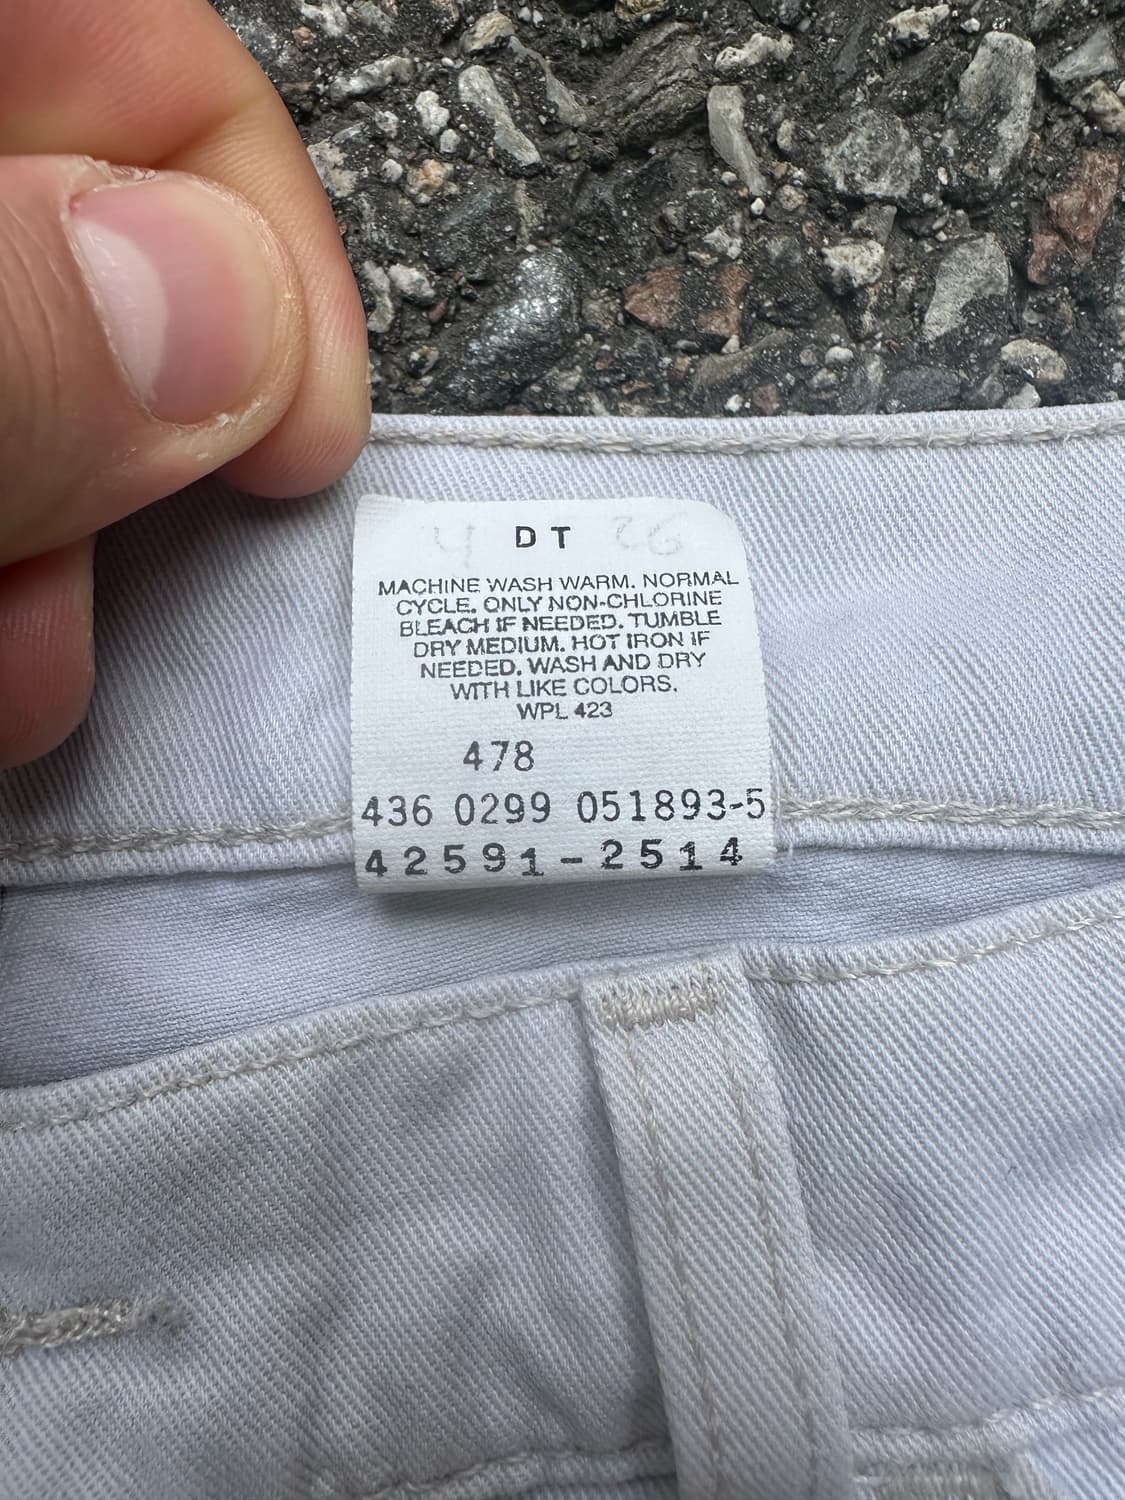 4 DT 26
MACHINE WASH WARM. NORMAL
CYCLE. ONLY NON-CHLORINE
BLEACH IF NEEDED. TUMBLE
DRY MEDIUM. HOT IRON IF
NEEDED. WASH AND DRY
WITH LIKE COLORS.
WPL 423
478
436 0299 051893-5
42591-2514